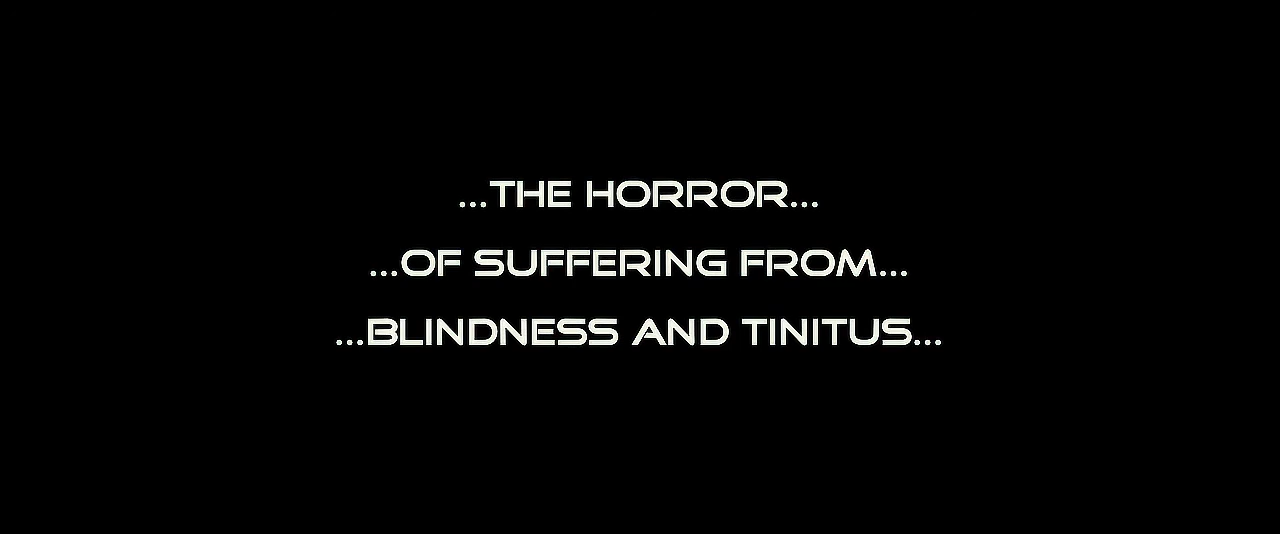 ...THE HORROR...
...OF SUFFERING FROM...
...BLINDNESS AND TINITUS...